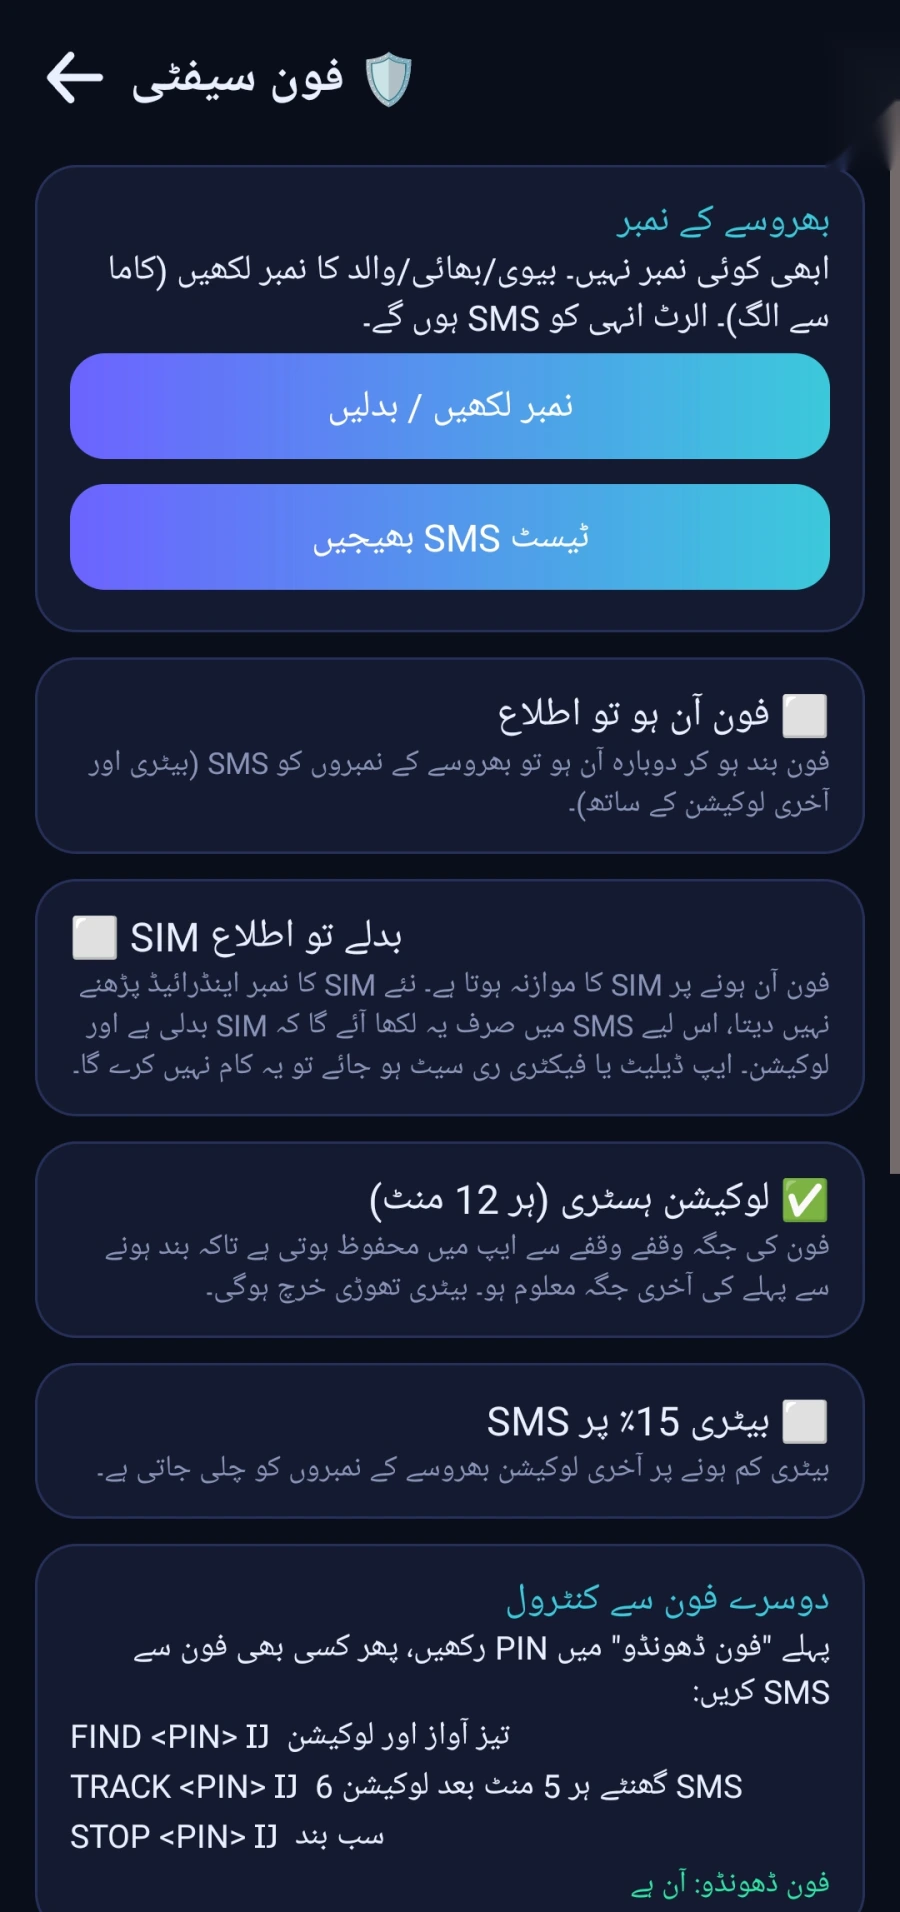 🛡️ فون سیفٹی
بھروسے کے نمبر
ابھی کوئی نمبر نہیں۔ بیوی/بھائی/والد کا نمبر لکھیں (کاما
سے الگ)۔ الرٹ انہی کو SMS ہوں گے۔
نمبر لکھیں / بدلیں
ٹیسٹ SMS بھیجیں
⬜ فون آن ہو تو اطلاع
فون بند ہو کر دوبارہ آن ہو تو بھروسے کے نمبروں کو SMS (بیٹری اور
آخری لوکیشن کے ساتھ)۔
⬜ SIM بدلے تو اطلاع
فون آن ہونے پر SIM کا موازنہ ہوتا ہے۔ نئے SIM کا نمبر اینڈرائیڈ پڑھنے
نہیں دیتا، اس لیے SMS میں صرف یہ لکھا آئے گا کہ SIM بدلی ہے اور
لوکیشن۔ ایپ ڈیلیٹ یا فیکٹری ری سیٹ ہو جائے تو یہ کام نہیں کرے گا۔
✅ لوکیشن ہسٹری (ہر 12 منٹ)
فون کی جگہ وقفے وقفے سے ایپ میں محفوظ ہوتی ہے تاکہ بند ہونے
سے پہلے کی آخری جگہ معلوم ہو۔ بیٹری تھوڑی خرچ ہوگی۔
⬜ بیٹری 15٪ پر SMS
بیٹری کم ہونے پر آخری لوکیشن بھروسے کے نمبروں کو چلی جاتی ہے۔
دوسرے فون سے کنٹرول
پہلے "فون ڈھونڈو" میں PIN رکھیں، پھر کسی بھی فون سے
SMS کریں:
FIND <PIN> IJ تیز آواز اور لوکیشن
TRACK <PIN> IJ 6 گھنٹے ہر 5 منٹ بعد لوکیشن SMS
STOP <PIN> IJ سب بند
فون ڈھونڈو: آن ہے